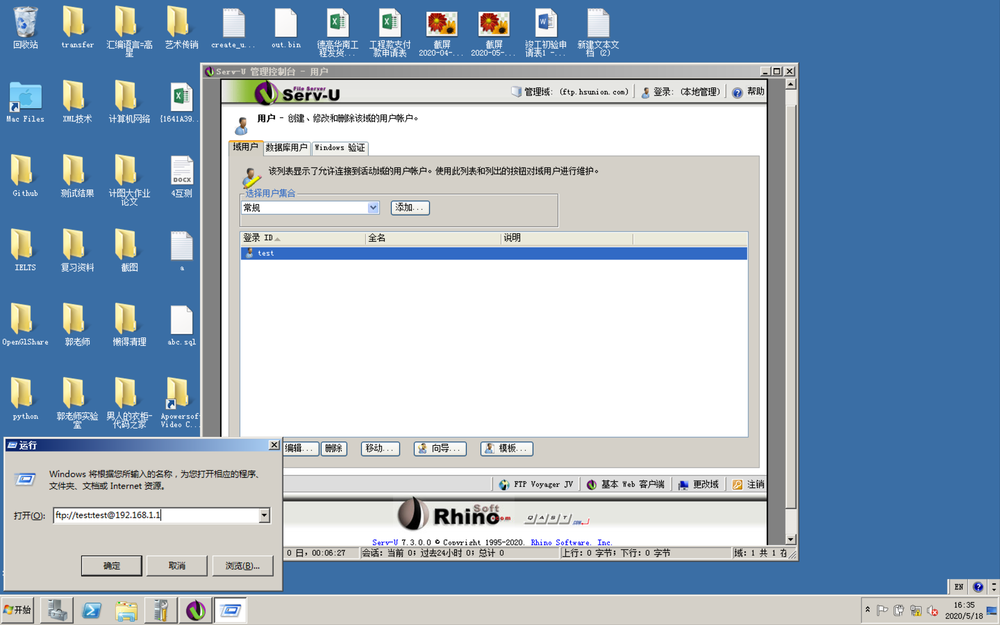 回收站
transfer
汇编语言=高
星
艺术传销
create_u...
out.bin
德高华南工
程发货...
工程款支付
款申请表
截屏
2020-04-...
截屏
2020-05-...
竣工初验申
请表1 -...
新建文本文
档 (2)
Mac Files
XML技术
计算机网络
{1641A39...
Github
测试结果
计图大作业
论文
DOCX
4互测
IELTS
复习资料
截图
a
OpenGlShare
郭老师
懒得清理
abc.sql
python
郭老师实验
室
男人的衣柜-
代码之家
Apowersoft
Video C...
Serv-U 管理控制台 - 用户
File Server
Serv-U
管理域: (ftp.hsunion.com)
登录: (本地管理)
帮助
用户 - 创建、修改和删除该域的用户帐户。
域用户
数据库用户
Windows 验证
该列表显示了允许连接到活动域的用户帐户。使用此列表和列出的按钮对域用户进行维护。
选择用户集合
常规
添加...
登录 ID
全名
说明
test
编辑...
删除
移动...
向导...
模板...
FTP Voyager JV
基本 Web 客户端
更改域
注销
RhinoSoft.com
QAST.COM
Serv-U 7.3.0.0 © Copyright 1995-2020. Rhino Software, Inc.
0 日, 00:06:27
会话: 当前 0; 过去24小时 0; 总计 0
上行: 0 字节; 下行: 0 字节
域: 1 共 1 在
运行
Windows 将根据您所输入的名称，为您打开相应的程序、
文件夹、文档或 Internet 资源。
打开(O):
ftp://test:test@192.168.1.1
确定
取消
浏览(B)...
EN
开始
16:35
2020/5/18